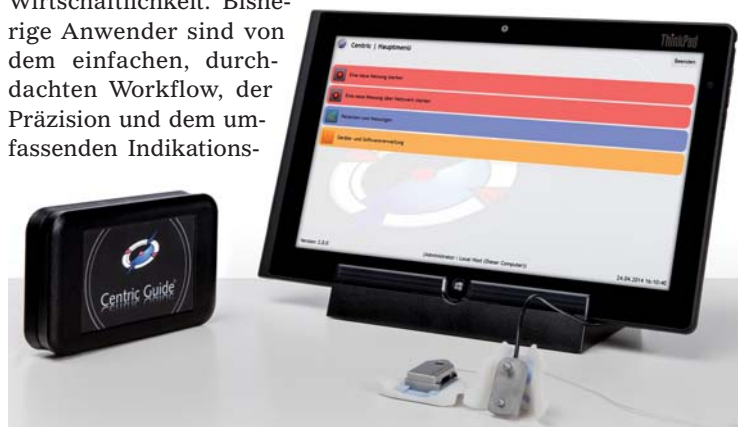 Wirtschaftlichkeit. Bishe-
rige Anwender sind von
dem einfachen, durch-
dachten Workflow, der
Präzision und dem um-
fassenden Indikations-
ThinkPad
Centric | Hauptmenü
Beenden
Eine neue Messung starten
Eine neue Messung über Netzwerk starten
Patienten und Messungen
Geräte- und Softwareverwaltung
Version: 2.0.0
(Administrator : Local Host (Dieser Computer))
24.04.2014 16:10:40
Centric Guide